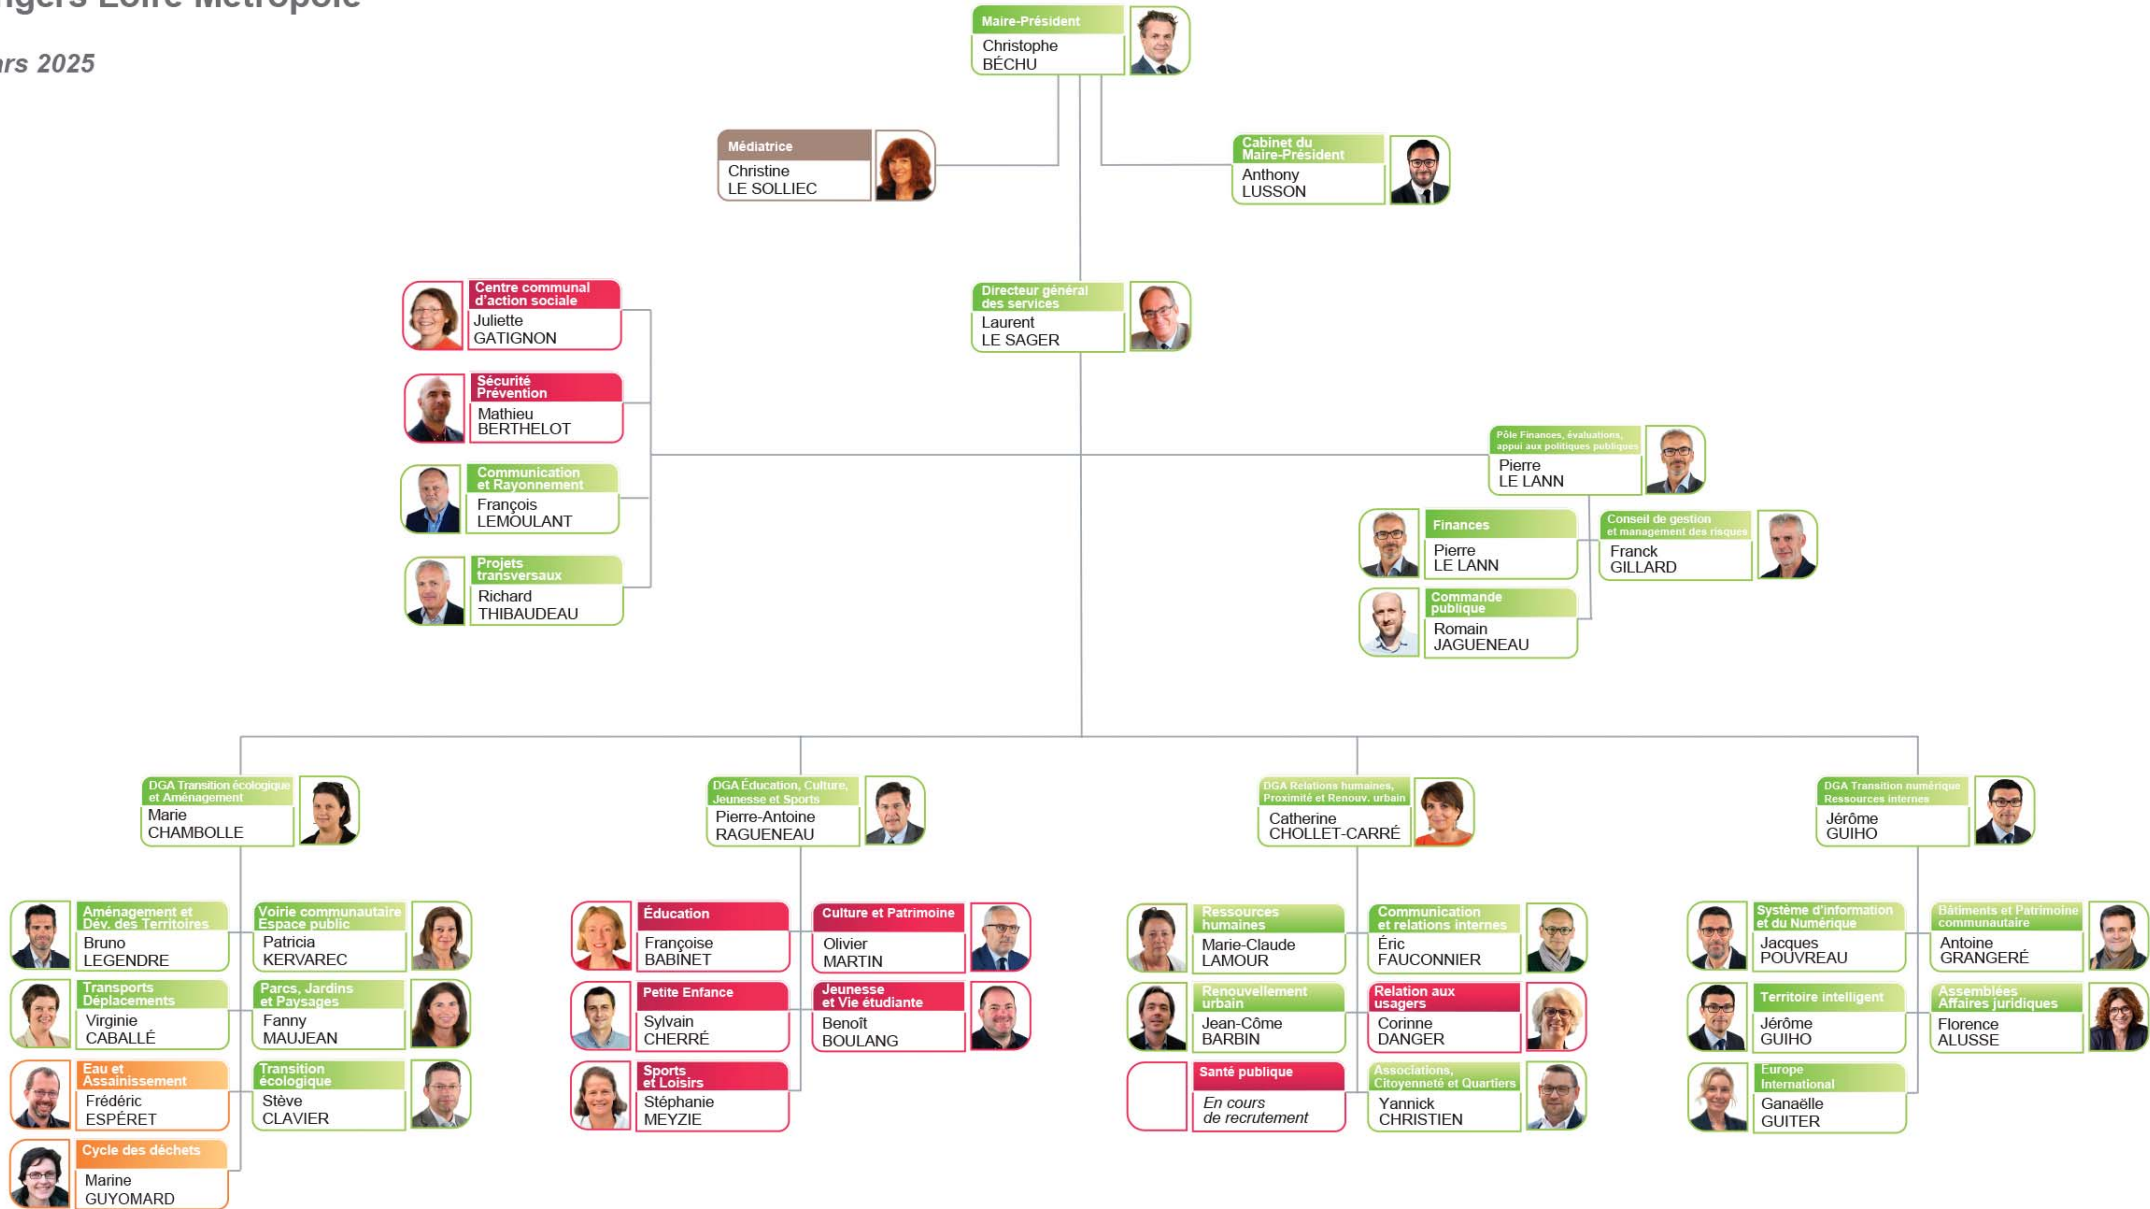 ngers Loire Métropole
ars 2025
Maire-Président
Christophe
BÉCHU
Médiatrice
Christine
LE SOLLIEC
Cabinet du
Maire-Président
Anthony
LUSSON
Centre communal
d'action sociale
Juliette
GATIGNON
Directeur général
des services
Laurent
LE SAGER
Sécurité
Prévention
Mathieu
BERTHELOT
Communication
et Rayonnement
François
LEMOULANT
Projets
transversaux
Richard
THIBAUDEAU
Pôle Finances, évaluations,
appui aux politiques publiques
Pierre
LE LANN
Finances
Pierre
LE LANN
Conseil de gestion
et management des risques
Franck
GILLARD
Commande
publique
Romain
JAGUENEAU
DGA Transition écologique
et Aménagement
Marie
CHAMBOLLE
DGA Éducation, Culture,
Jeunesse et Sports
Pierre-Antoine
RAGUENEAU
DGA Relations humaines,
Proximité et Renouv. urbain
Catherine
CHOLLET-CARRÉ
DGA Transition numérique
Ressources internes
Jérôme
GUIHO
Aménagement et
Dév. des Territoires
Bruno
LEGENDRE
Voirie communautaire
Espace public
Patricia
KERVAREC
Transports
Déplacements
Virginie
CABALLÉ
Parcs, Jardins
et Paysages
Fanny
MAUJEAN
Eau et
Assainissement
Frédéric
ESPÉRET
Transition
écologique
Stève
CLAVIER
Cycle des déchets
Marine
GUYOMARD
Éducation
Françoise
BABINET
Culture et Patrimoine
Olivier
MARTIN
Petite Enfance
Sylvain
CHERRÉ
Jeunesse
et Vie étudiante
Benoît
BOULANG
Sports
et Loisirs
Stéphanie
MEYZIE
Ressources
humaines
Marie-Claude
LAMOUR
Communication
et relations internes
Éric
FAUCONNIER
Renouvellement
urbain
Jean-Côme
BARBIN
Relation aux
usagers
Corinne
DANGER
Santé publique
En cours
de recrutement
Associations,
Citoyenneté et Quartiers
Yannick
CHRISTIEN
Système d'information
et du Numérique
Jacques
POUVREAU
Bâtiments et Patrimoine
communautaire
Antoine
GRANGERÉ
Territoire intelligent
Jérôme
GUIHO
Assemblées
Affaires juridiques
Florence
ALUSSE
Europe
International
Ganaëlle
GUITER